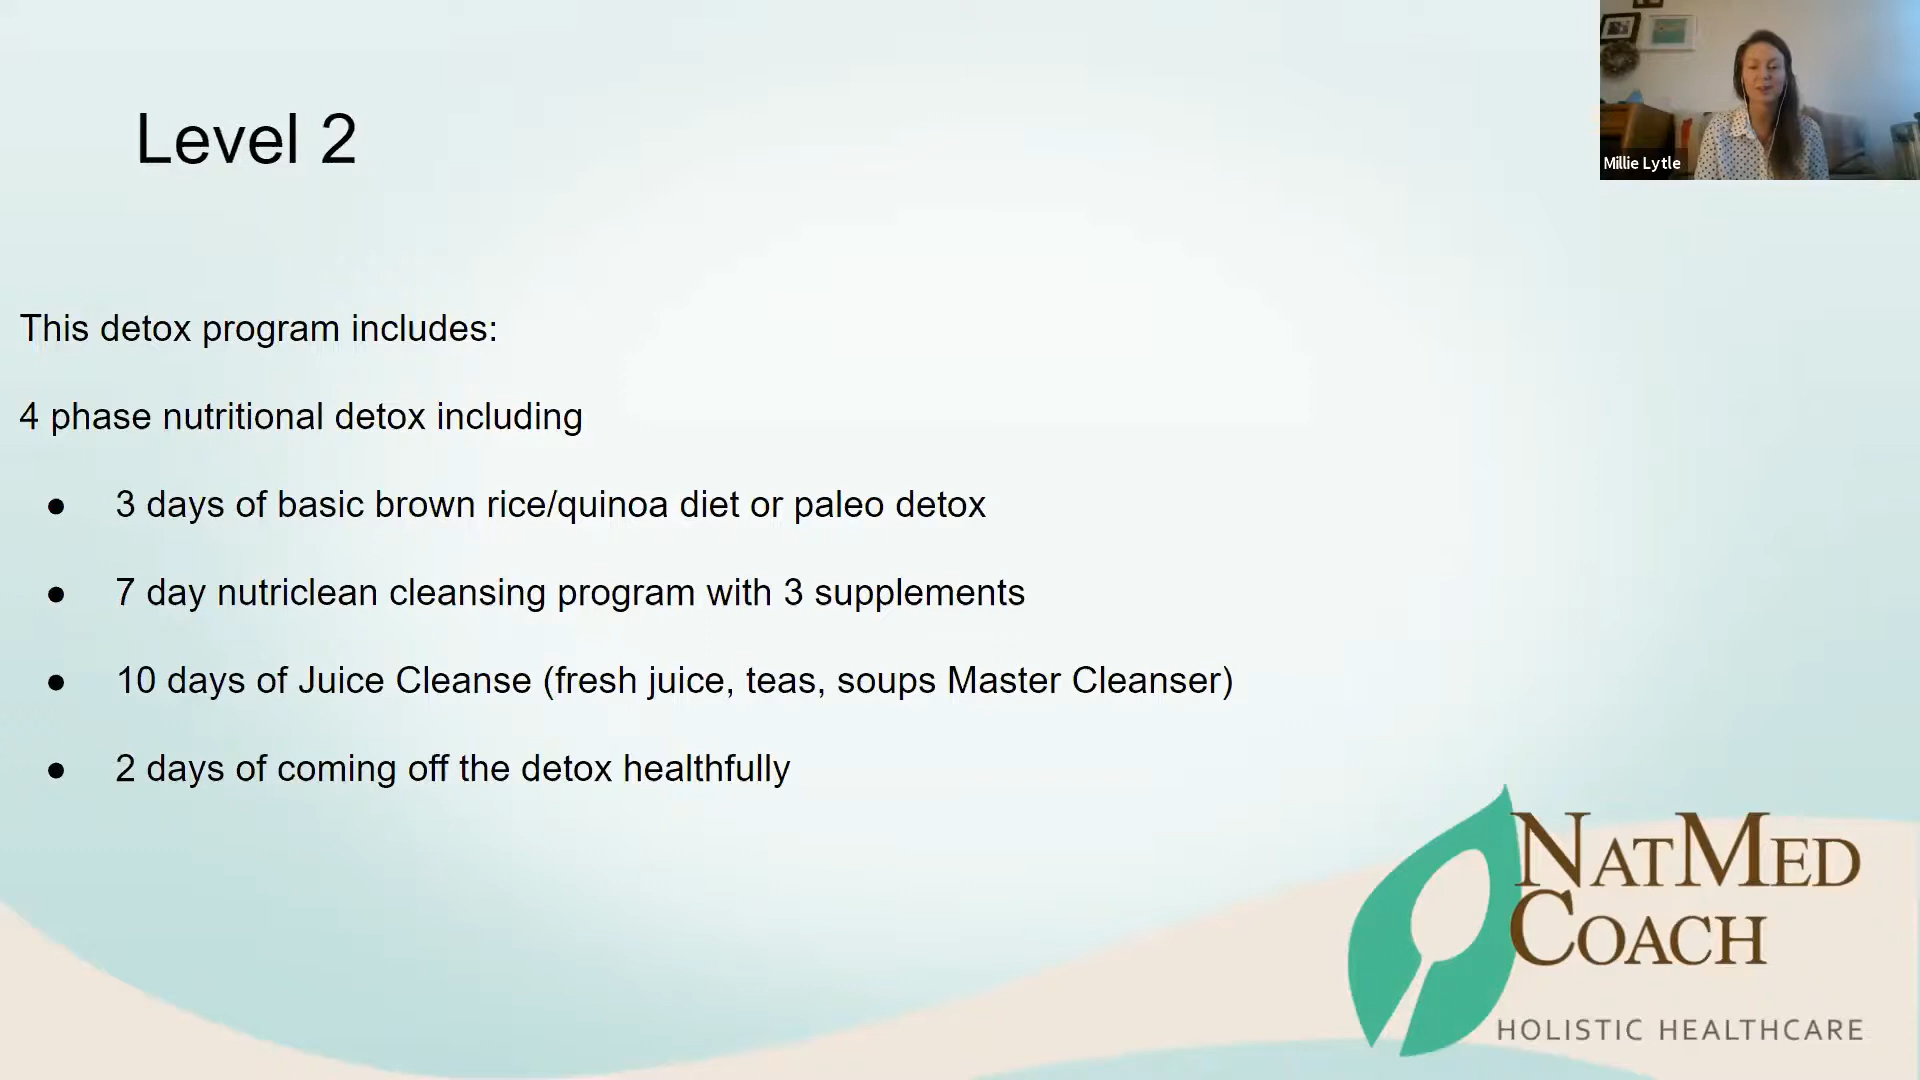 Level 2
Millie Lytle
This detox program includes:
4 phase nutritional detox including
● 3 days of basic brown rice/quinoa diet or paleo detox
● 7 day nutriclean cleansing program with 3 supplements
● 10 days of Juice Cleanse (fresh juice, teas, soups Master Cleanser)
● 2 days of coming off the detox healthfully
NATMED
COACH
HOLISTIC HEALTHCARE